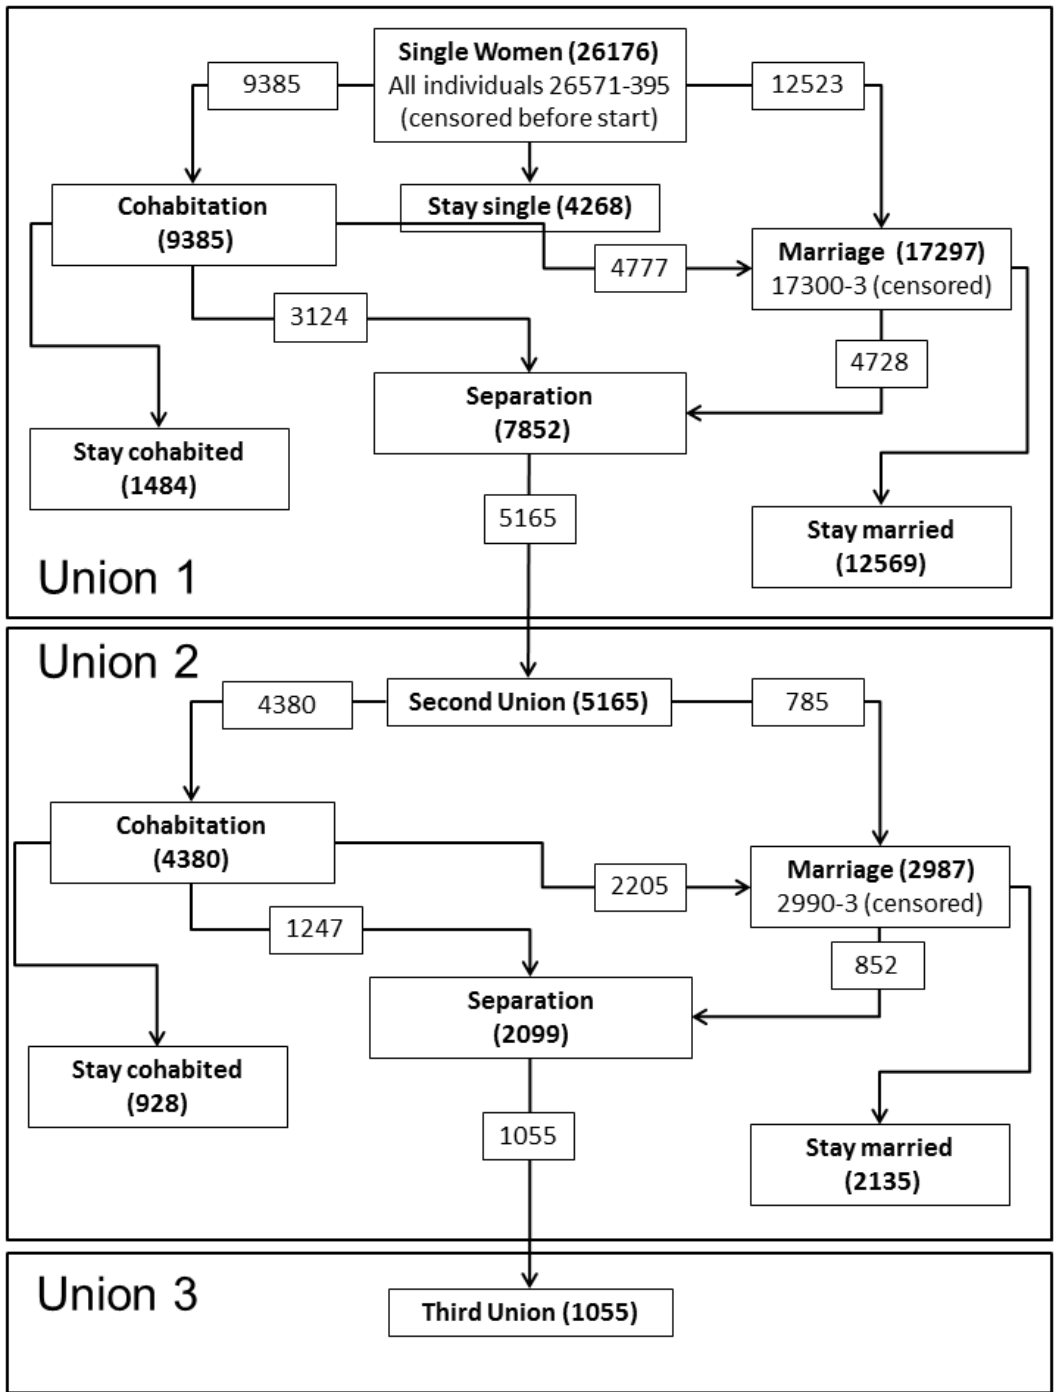 Single Women (26176)
All individuals 26571-395
(censored before start)
9385
12523
Cohabitation
(9385)
Stay single (4268)
Marriage  (17297)
17300-3 (censored)
4777
3124
4728
Separation
(7852)
Stay cohabited
(1484)
5165
Stay married
(12569)
Union 1
Union 2
4380
Second Union (5165)
785
Cohabitation
(4380)
Marriage (2987)
2990-3 (censored)
2205
1247
852
Separation
(2099)
Stay cohabited
(928)
1055
Stay married
(2135)
Union 3
Third Union (1055)